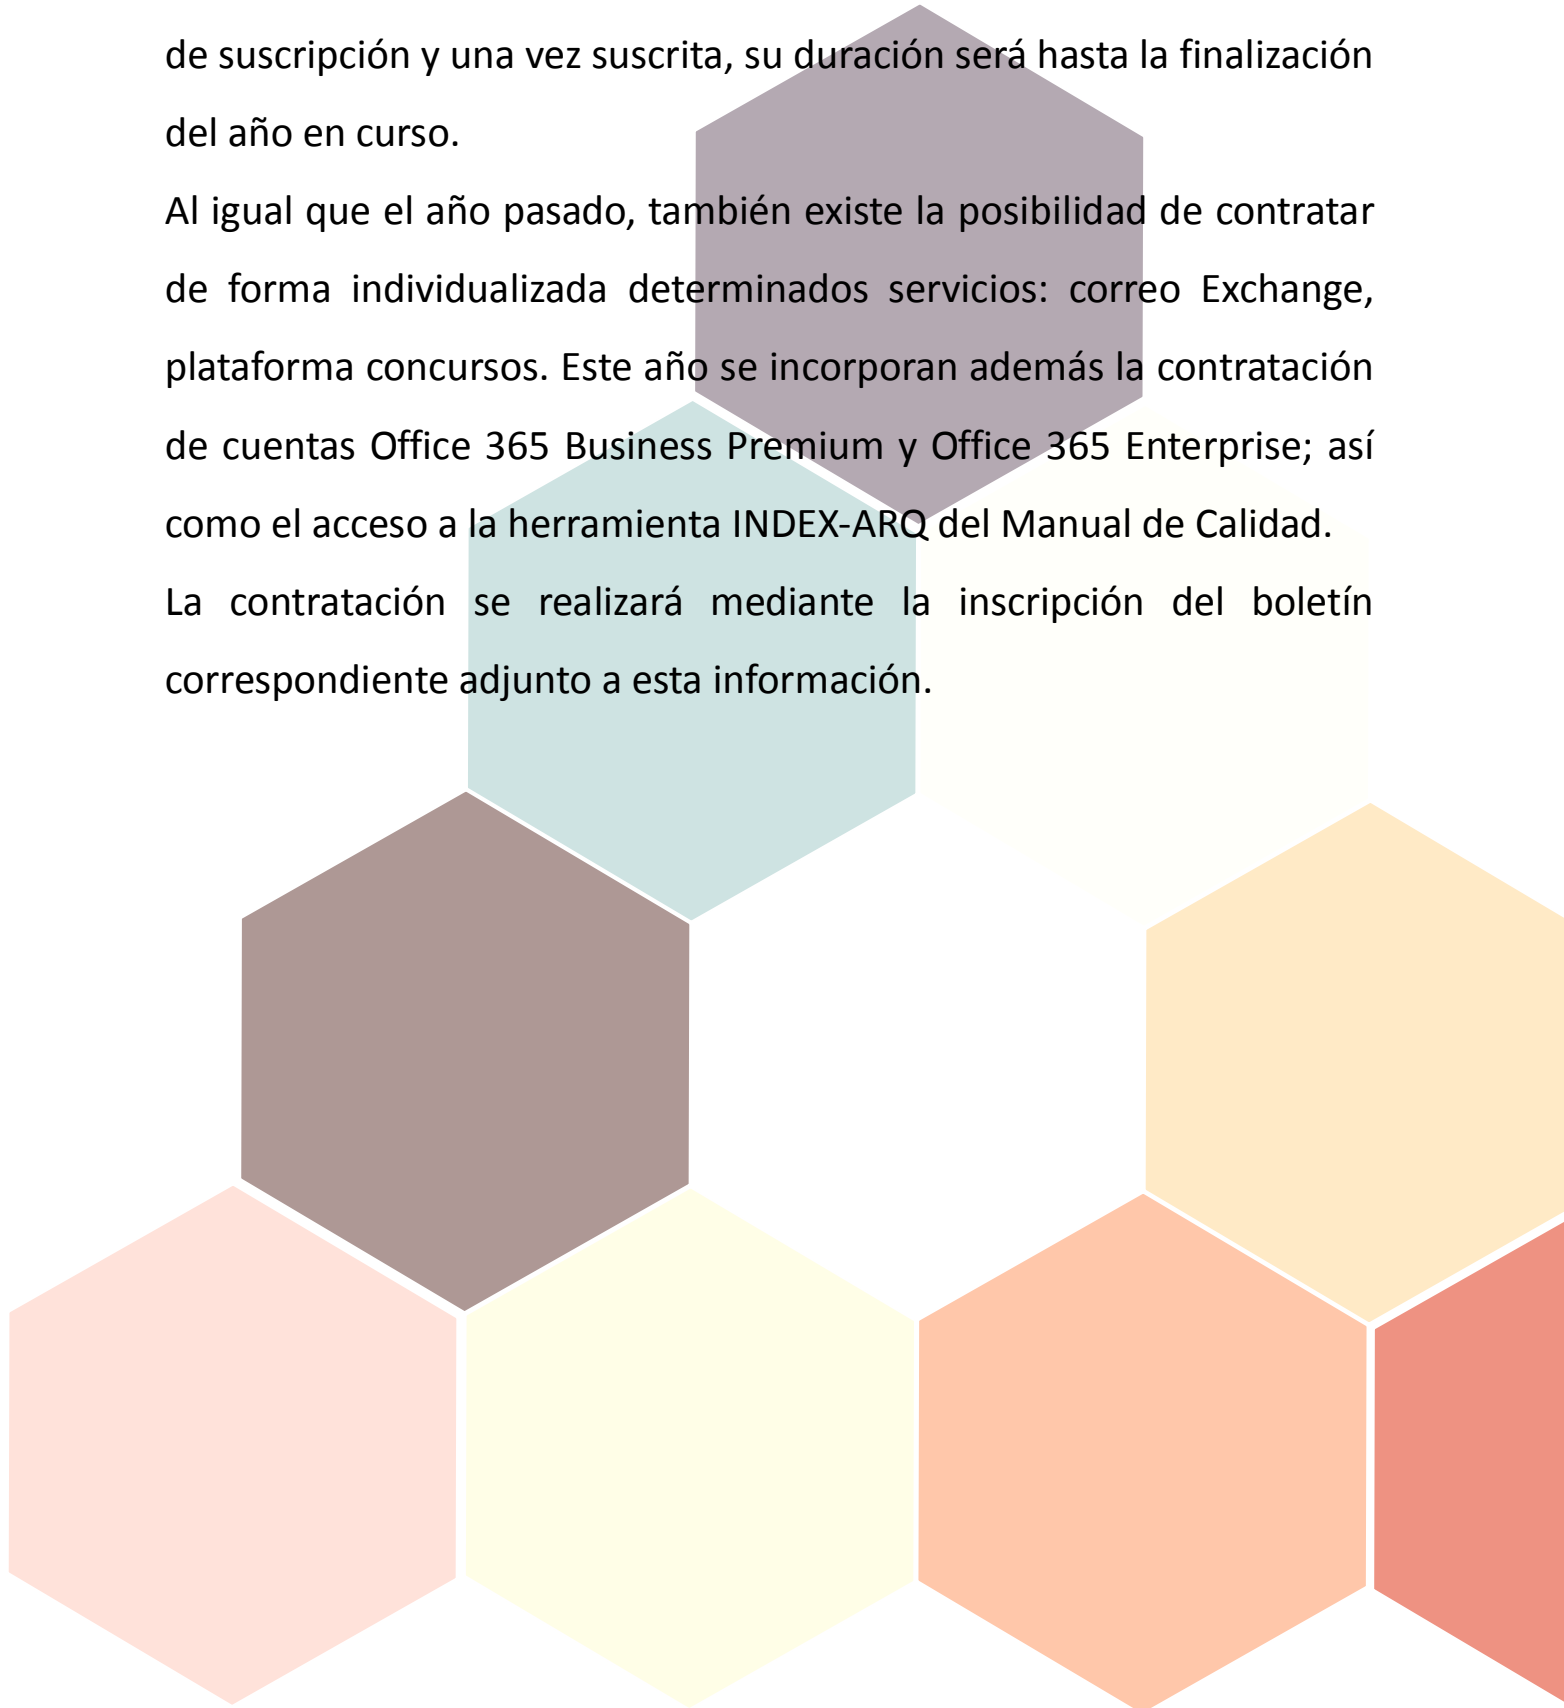 de suscripción y una vez suscrita, su duración será hasta la finalización
del año en curso.
Al igual que el año pasado, también existe la posibilidad de contratar
de forma individualizada determinados servicios: correo Exchange,
plataforma concursos. Este año se incorporan además la contratación
de cuentas Office 365 Business Premium y Office 365 Enterprise; así
como el acceso a la herramienta INDEX-ARQ del Manual de Calidad.
La contratación se realizará mediante la inscripción del boletín
correspondiente adjunto a esta información.